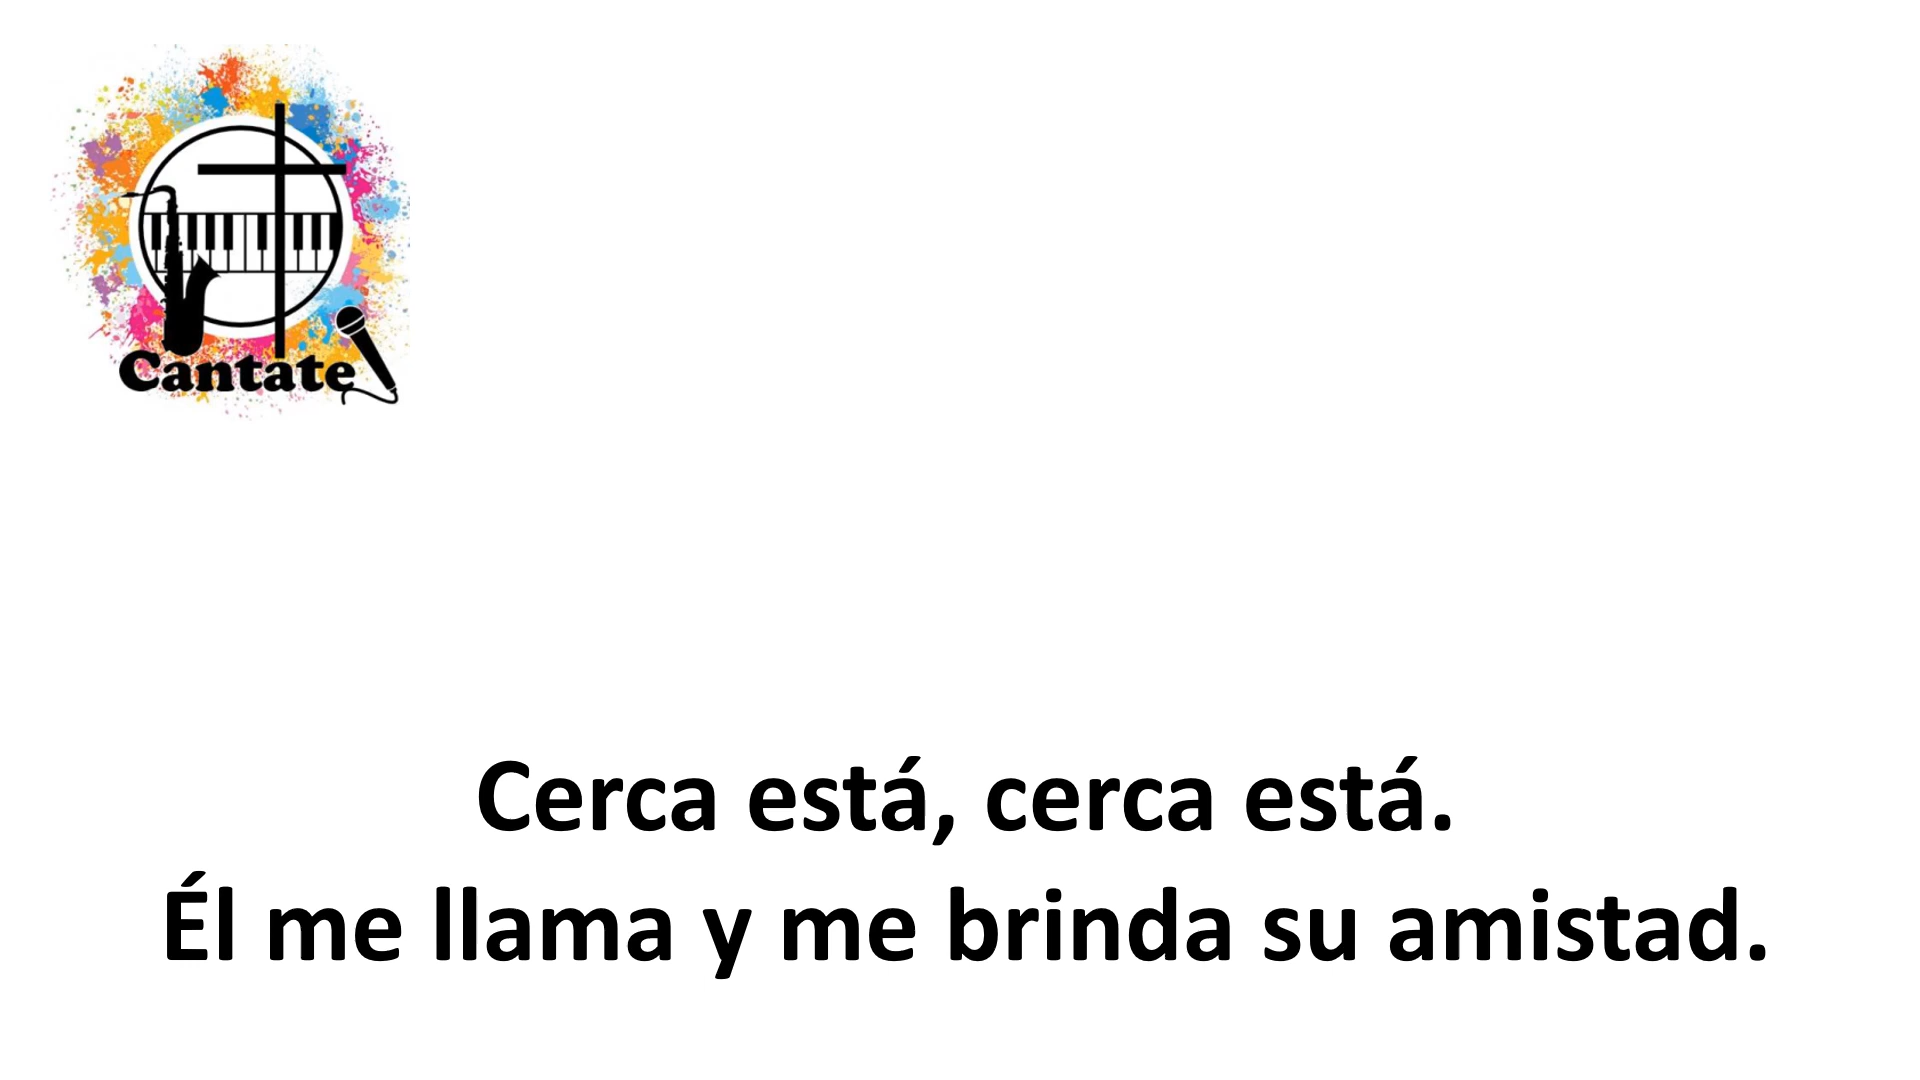 Cantate
Cerca está, cerca está.
Él me llama y me brinda su amistad.